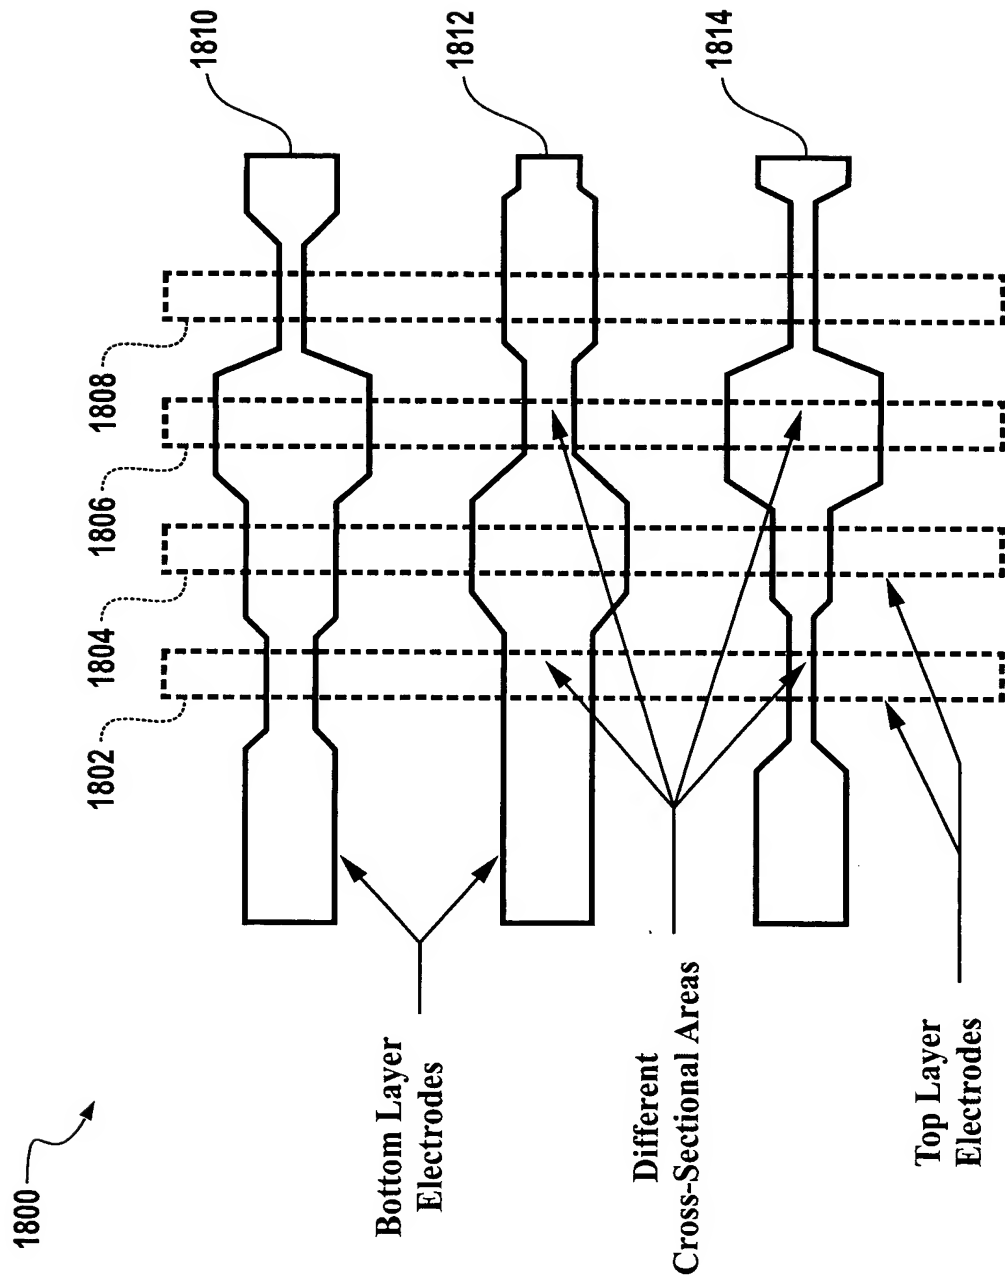 1800
1802
1804
1806
1808
1810
1812
1814
Bottom Layer
Electrodes
Different
Cross-Sectional Areas
Top Layer
Electrodes